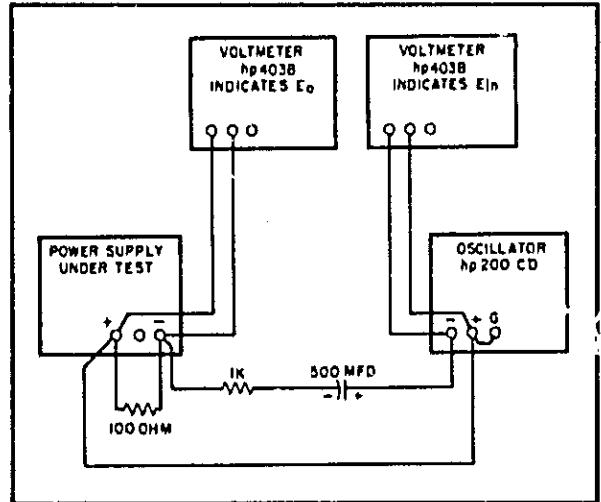 VOLTMETER
hp403B
INDICATES Eo
VOLTMETER
hp403B
INDICATES Ein
POWER SUPPLY
UNDER TEST
+ -
OSCILLATOR
hp 200 CD
- + G
1K
500 MFD
- +
100 OHM